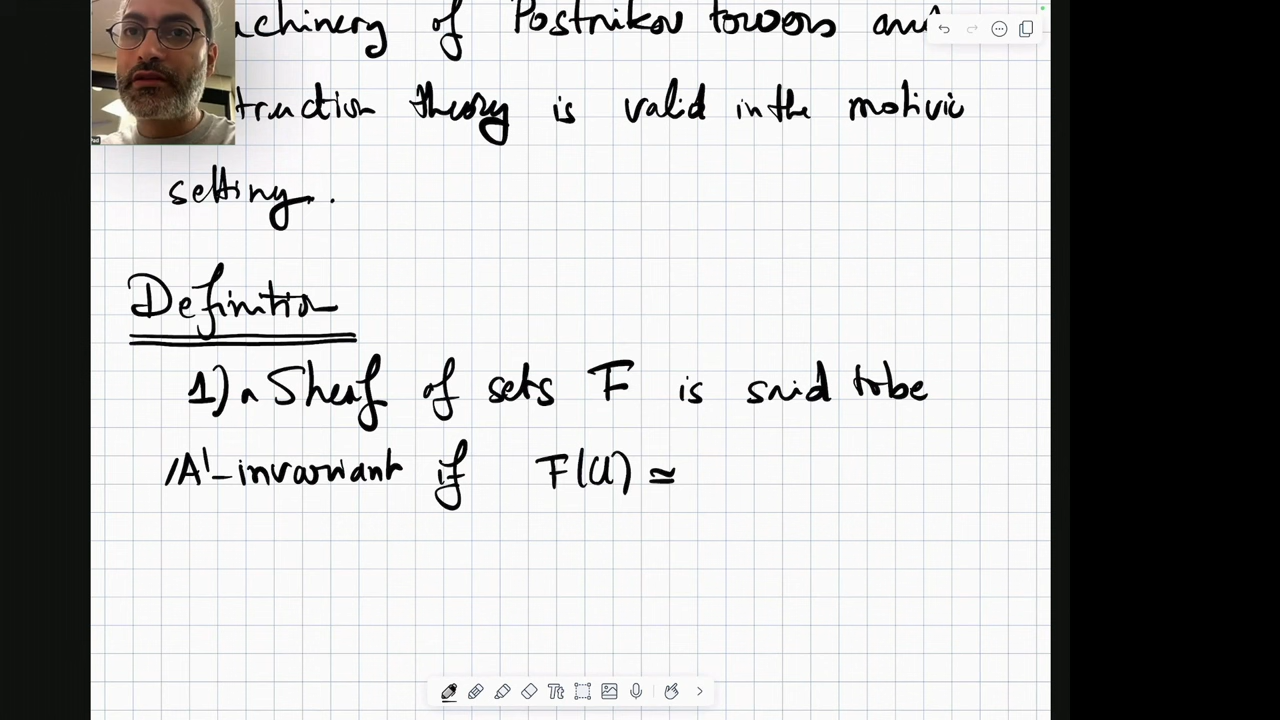 chinery of Postnikov towers and
truction theory is valid in the motivic
setting.
Definition
1) a Sheaf of sets F is said to be
/A¹-invariant if F(U) ≃
Tt